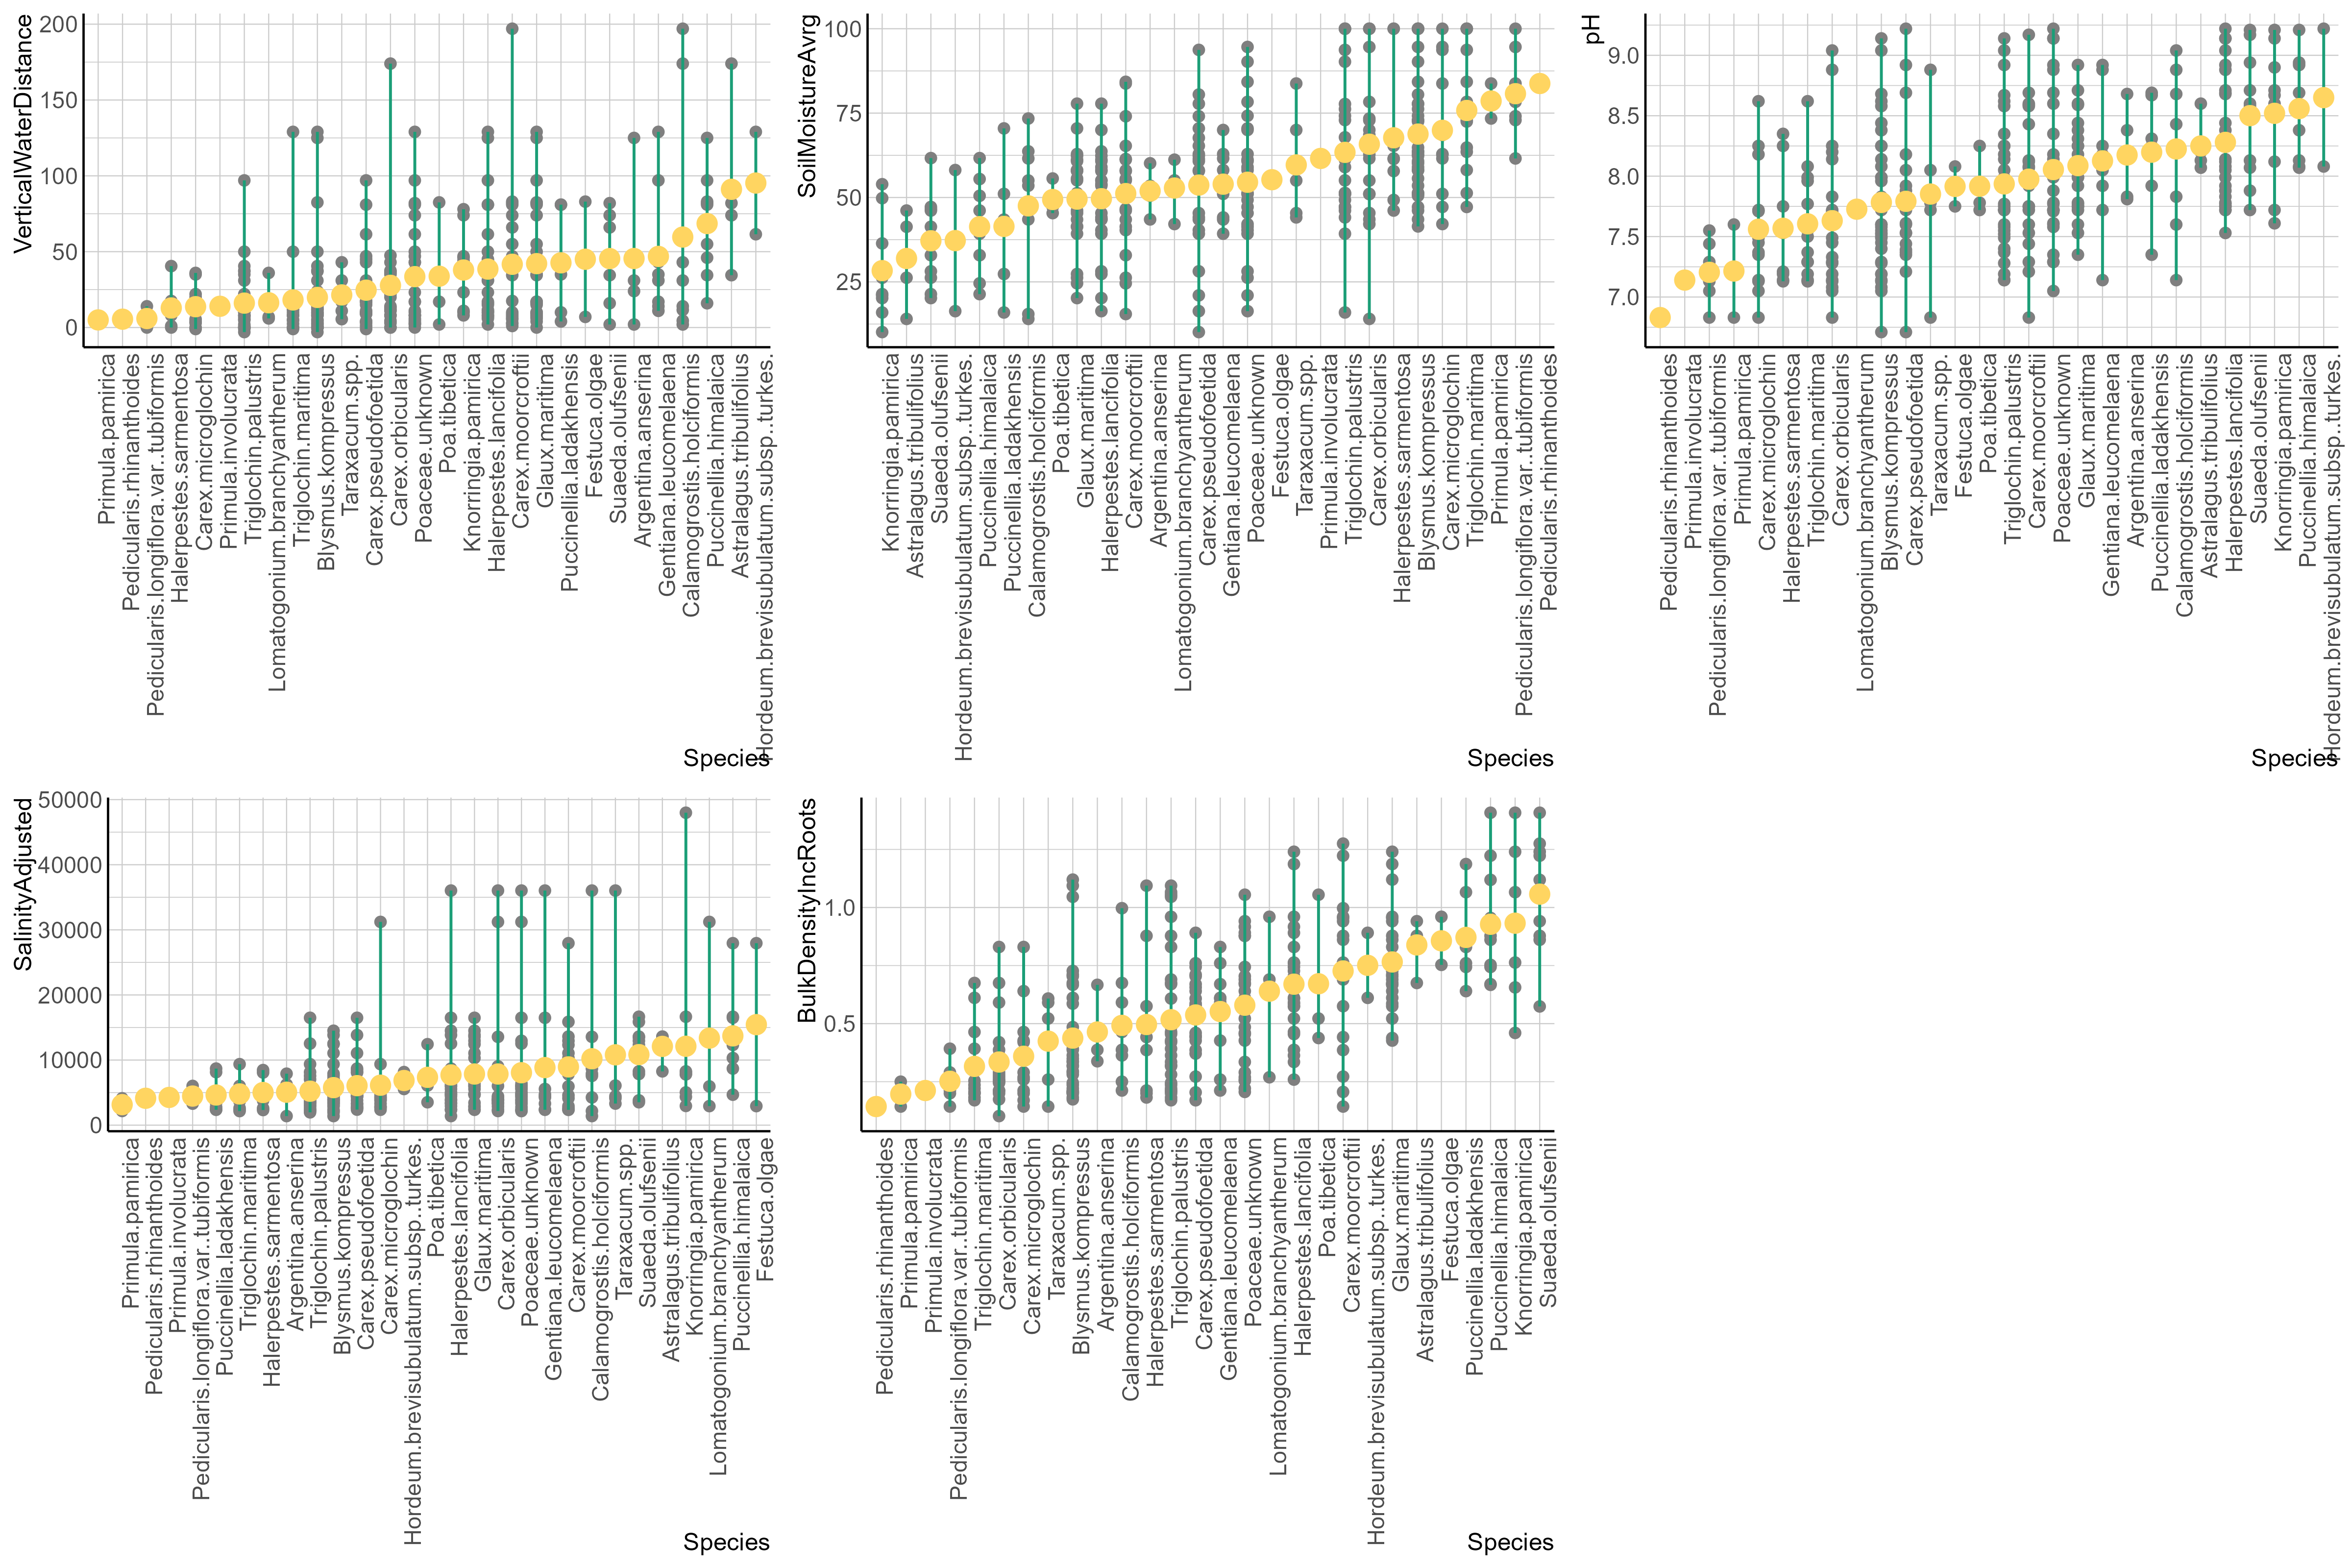 VerticalWaterDistance
200
150
100
50
0
Primula.pamirica
Pedicularis.rhinanthoides
Pedicularis.longiflora.var..tubiformis
Halerpestes.sarmentosa
Carex.microglochin
Primula.involucrata
Triglochin.palustris
Lomatogonium.branchyantherum
Triglochin.maritima
Blysmus.kompressus
Taraxacum.spp.
Carex.pseudofoetida
Carex.orbicularis
Poaceae.unknown
Poa.tibetica
Knorringia.pamirica
Halerpestes.lancifolia
Carex.moorcroftii
Glaux.maritima
Puccinellia.ladakhensis
Festuca.olgae
Suaeda.olufsenii
Argentina.anserina
Gentiana.leucomelaena
Calamogrostis.holciformis
Puccinellia.himalaica
Astralagus.tribullifolius
Hordeum.brevisubulatum.subsp..turkes.
Species
SoilMoistureAvrg
100
75
50
25
Knorringia.pamirica
Astralagus.tribullifolius
Suaeda.olufsenii
Hordeum.brevisubulatum.subsp..turkes.
Puccinellia.himalaica
Puccinellia.ladakhensis
Calamogrostis.holciformis
Poa.tibetica
Glaux.maritima
Halerpestes.lancifolia
Carex.moorcroftii
Argentina.anserina
Lomatogonium.branchyantherum
Carex.pseudofoetida
Gentiana.leucomelaena
Poaceae.unknown
Festuca.olgae
Taraxacum.spp.
Primula.involucrata
Triglochin.palustris
Carex.orbicularis
Halerpestes.sarmentosa
Blysmus.kompressus
Carex.microglochin
Triglochin.maritima
Primula.pamirica
Pedicularis.longiflora.var..tubiformis
Pedicularis.rhinanthoides
Species
pH
9.0
8.5
8.0
7.5
7.0
Pedicularis.rhinanthoides
Primula.involucrata
Pedicularis.longiflora.var..tubiformis
Primula.pamirica
Carex.microglochin
Halerpestes.sarmentosa
Triglochin.maritima
Carex.orbicularis
Lomatogonium.branchyantherum
Blysmus.kompressus
Carex.pseudofoetida
Taraxacum.spp.
Festuca.olgae
Poa.tibetica
Triglochin.palustris
Carex.moorcroftii
Poaceae.unknown
Glaux.maritima
Gentiana.leucomelaena
Argentina.anserina
Puccinellia.ladakhensis
Calamogrostis.holciformis
Astralagus.tribullifolius
Halerpestes.lancifolia
Suaeda.olufsenii
Knorringia.pamirica
Puccinellia.himalaica
Hordeum.brevisubulatum.subsp..turkes.
Species
SalinityAdjusted
50000
40000
30000
20000
10000
0
Primula.pamirica
Pedicularis.rhinanthoides
Primula.involucrata
Pedicularis.longiflora.var..tubiformis
Puccinellia.ladakhensis
Triglochin.maritima
Halerpestes.sarmentosa
Argentina.anserina
Triglochin.palustris
Blysmus.kompressus
Carex.pseudofoetida
Carex.microglochin
Hordeum.brevisubulatum.subsp..turkes.
Poa.tibetica
Halerpestes.lancifolia
Glaux.maritima
Carex.orbicularis
Poaceae.unknown
Gentiana.leucomelaena
Carex.moorcroftii
Calamogrostis.holciformis
Taraxacum.spp.
Suaeda.olufsenii
Astralagus.tribullifolius
Knorringia.pamirica
Lomatogonium.branchyantherum
Puccinellia.himalaica
Festuca.olgae
Species
BulkDensityIncRoots
1.0
0.5
Pedicularis.rhinanthoides
Primula.pamirica
Primula.involucrata
Pedicularis.longiflora.var..tubiformis
Triglochin.maritima
Carex.orbicularis
Carex.microglochin
Taraxacum.spp.
Blysmus.kompressus
Argentina.anserina
Calamogrostis.holciformis
Halerpestes.sarmentosa
Triglochin.palustris
Carex.pseudofoetida
Gentiana.leucomelaena
Poaceae.unknown
Lomatogonium.branchyantherum
Halerpestes.lancifolia
Poa.tibetica
Carex.moorcroftii
Hordeum.brevisubulatum.subsp..turkes.
Glaux.maritima
Astralagus.tribullifolius
Festuca.olgae
Puccinellia.ladakhensis
Puccinellia.himalaica
Knorringia.pamirica
Suaeda.olufsenii
Species